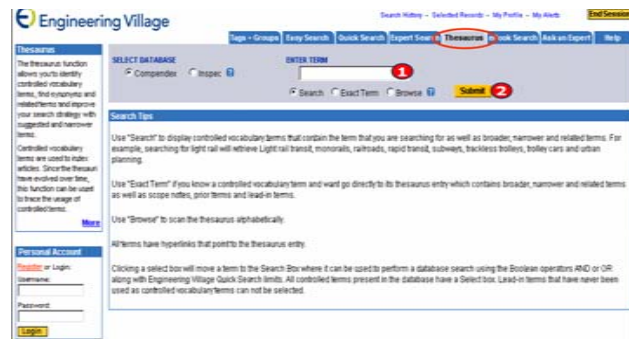 Engineering Village
Search History - Selected Records - My Profile - My Alerts
End Session
Tags + Groups
Easy Search
Quick Search
Expert Search
Thesaurus
Book Search
Ask an Expert
Help
Thesaurus
The thesaurus function
allows you to identify
controlled vocabulary
terms, find synonyms and
related terms and improve
your search strategy with
suggested and narrower
terms.
Controlled vocabulary
terms are used to index
articles. Since the thesauri
have evolved over time,
this function can be used
to trace the usage of
controlled terms.
More
Personal Account
Register or Login:
Username:
Password:
Login
SELECT DATABASE
Compendex Inspec ?
ENTER TERM
1
Search Exact Term Browse ?
Submit
2
Search Tips
Use "Search" to display controlled vocabulary terms that contain the term that you are searching for as well as broader, narrower and related terms. For
example, searching for light rail will retrieve Light rail transit, monorails, railroads, rapid transit, subways, trackless trolleys, trolley cars and urban
planning.
Use "Exact Term" if you know a controlled vocabulary term and want go directly to its thesaurus entry which contains broader, narrower and related terms
as well as scope notes, prior terms and lead-in terms.
Use "Browse" to scan the thesaurus alphabetically.
All terms have hyperlinks that point to the thesaurus entry.
Clicking a select box will move a term to the Search Box where it can be used to perform a database search using the Boolean operators AND or OR
along with Engineering Village Quick Search limits. All controlled terms present in the database have a Select box. Lead-in terms that have never been
used as controlled vocabulary terms can not be selected.